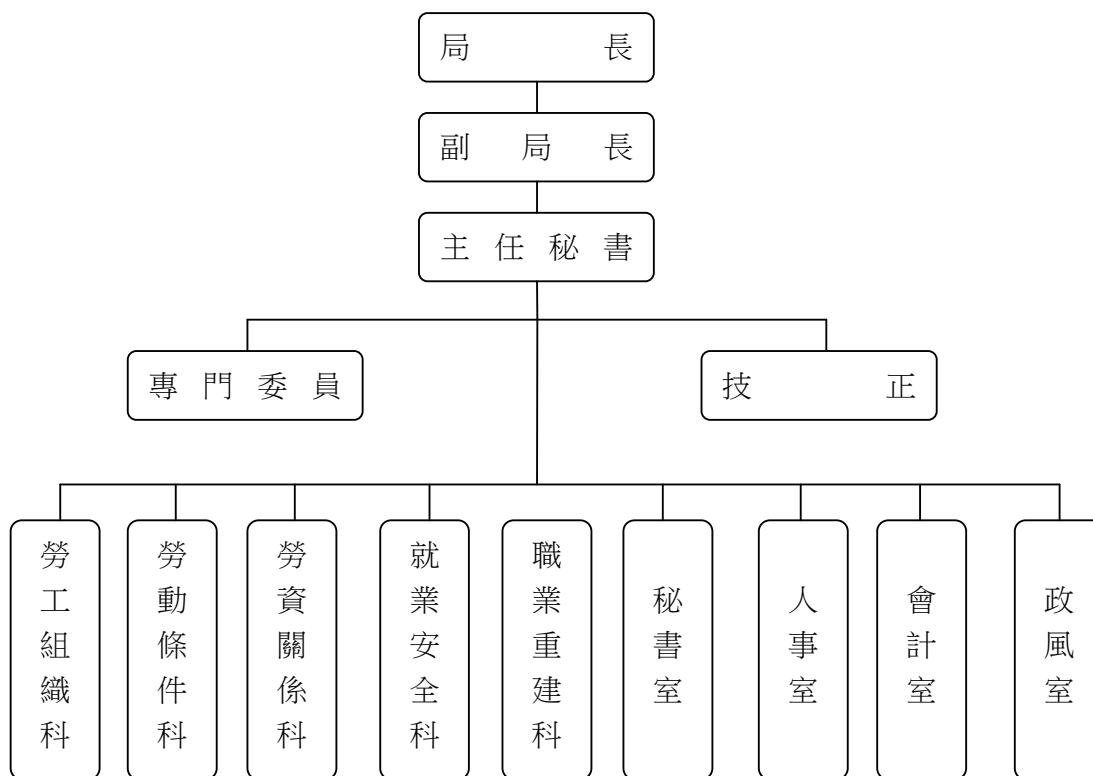 局長
副局長
主任秘書
專門委員
技正
勞工組織科
勞動條件科
勞資關係科
就業安全科
職業重建科
秘書室
人事室
會計室
政風室